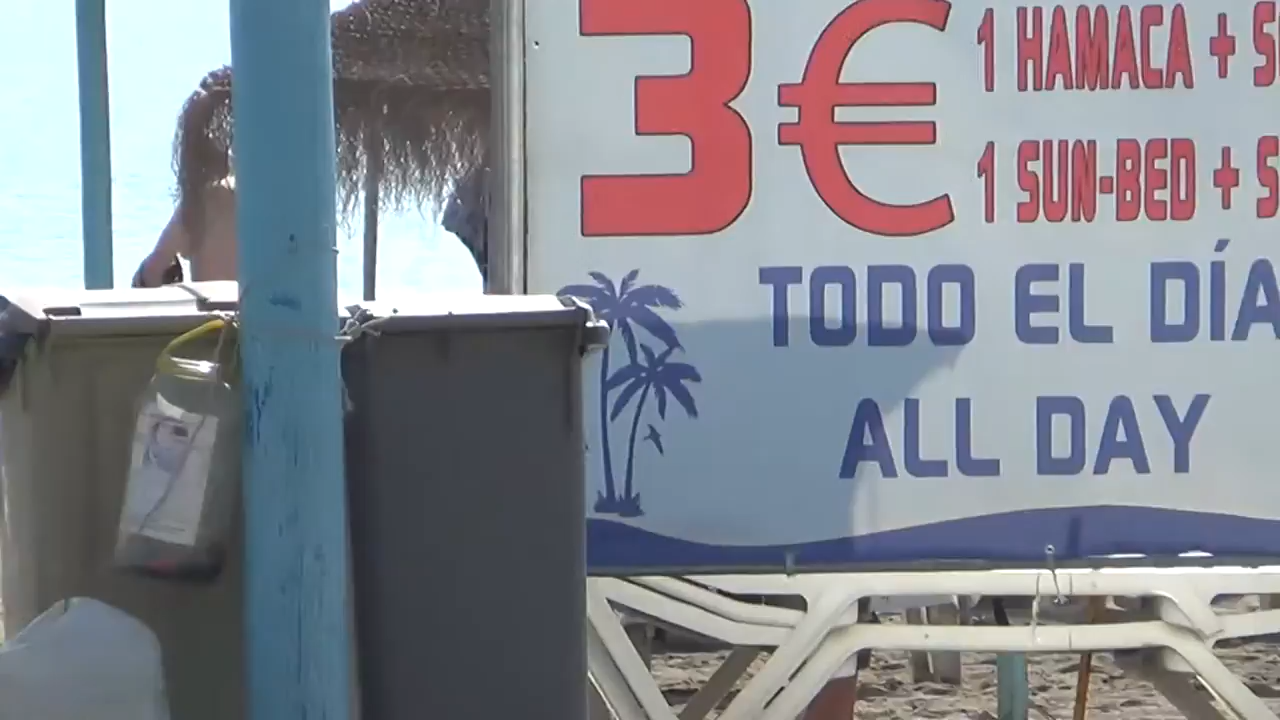 3€
1 HAMACA + S
1 SUN-BED + S
TODO EL DÍA
ALL DAY